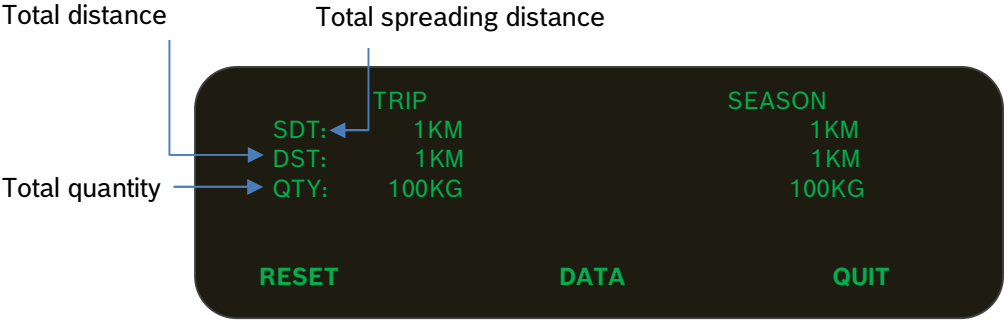 Total distance Total spreading distance
TRIP SEASON
SDT: 1KM 1KM
DST: 1KM 1KM
Total quantity QTY: 100KG 100KG
RESET DATA QUIT